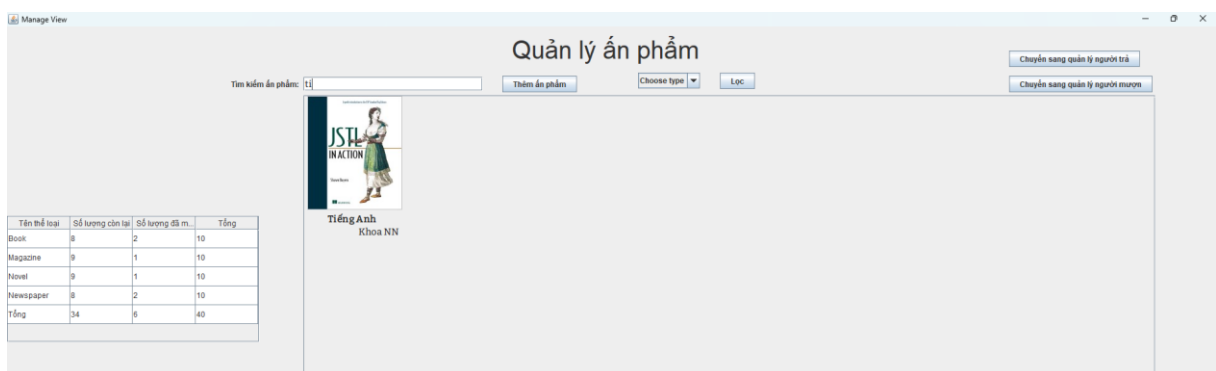 Manage View
Quản lý ấn phẩm
Chuyển sang quản lý người trả
Tìm kiếm ấn phẩm: ti
Thêm ấn phẩm
Choose type
Lọc
Chuyển sang quản lý người mượn
JSTL
IN ACTION
Tiếng Anh
Khoa NN
Tên thể loại Số lượng còn lại Số lượng đã m... Tổng
Book 8 2 10
Magazine 9 1 10
Novel 9 1 10
Newspaper 8 2 10
Tổng 34 6 40